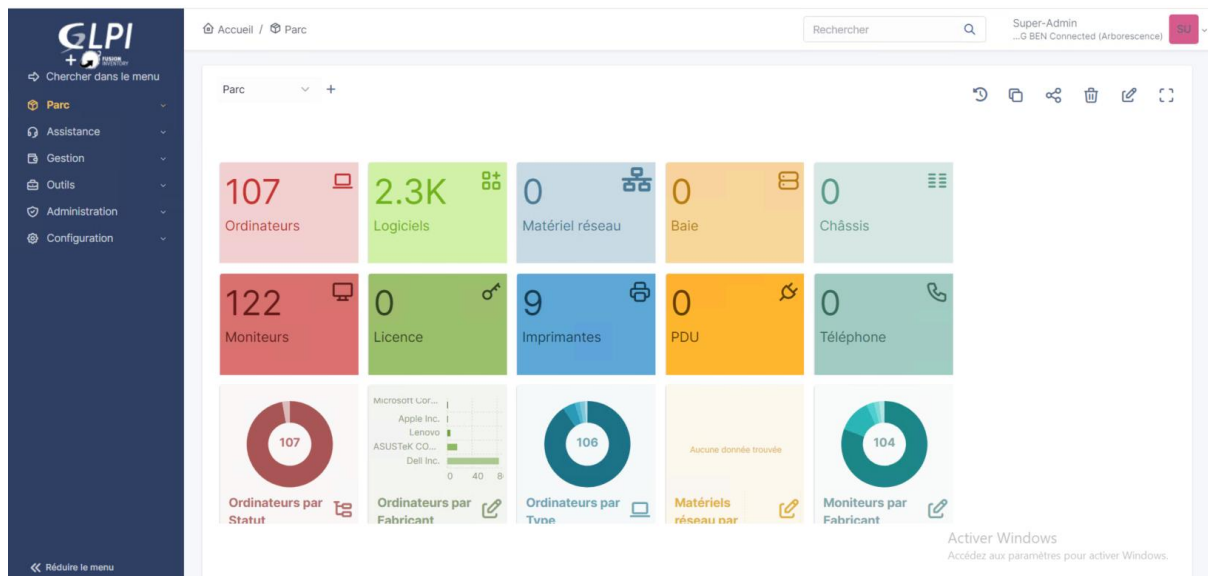 GLPI
+ FUSION
INVENTORY
Chercher dans le menu
Parc
Assistance
Gestion
Outils
Administration
Configuration
Réduire le menu
Accueil / Parc
Rechercher
Super-Admin
...G BEN Connected (Arborescence)
SU
Parc
107
Ordinateurs
2.3K
Logiciels
0
Matériel réseau
0
Baie
0
Châssis
122
Moniteurs
0
Licence
9
Imprimantes
0
PDU
0
Téléphone
107
Ordinateurs par
Statut
Microsoft Cor...
Apple Inc.
Lenovo
ASUSTeK CO...
Dell Inc.
0 40 8
Ordinateurs par
Fabricant
106
Ordinateurs par
Type
Aucune donnée trouvée
Matériels
réseau par
104
Moniteurs par
Fabricant
Activer Windows
Accédez aux paramètres pour activer Windows.